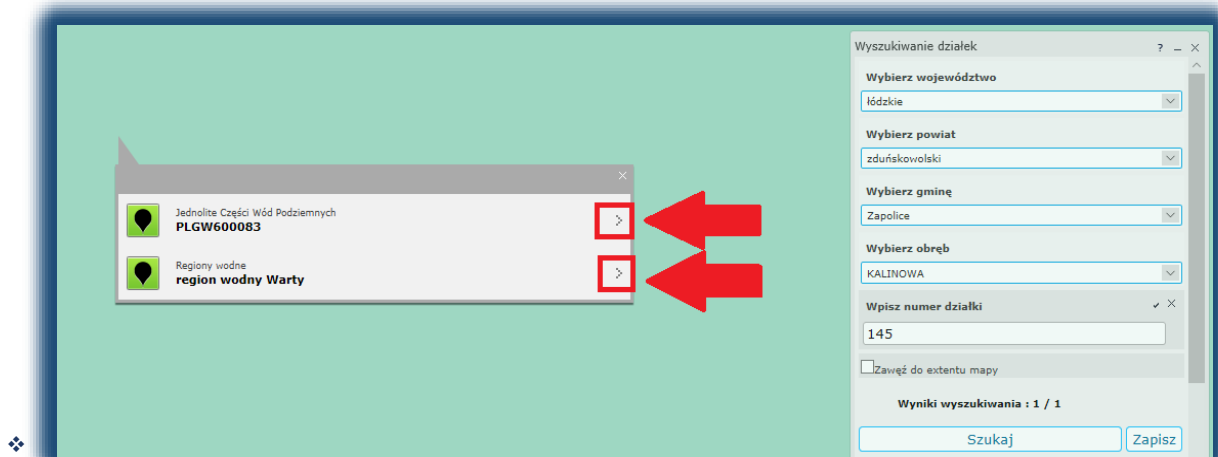 Jednolite Części Wód Podziemnych
PLGW600083
Regiony wodne
region wodny Warty
Wyszukiwanie działek
Wybierz województwo
łódzkie
Wybierz powiat
zduńskowolski
Wybierz gminę
Zapolice
Wybierz obręb
KALINOWA
Wpisz numer działki
145
Zawęź do extentu mapy
Wyniki wyszukiwania : 1 / 1
Szukaj
Zapisz